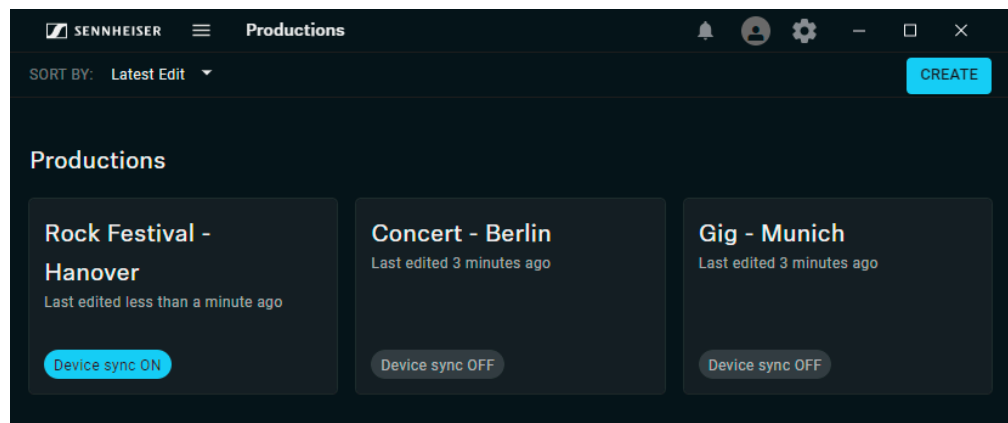 SENNHEISER Productions
SORT BY: Latest Edit CREATE
Productions
Rock Festival -
Hanover
Last edited less than a minute ago
Device sync ON
Concert - Berlin
Last edited 3 minutes ago
Device sync OFF
Gig - Munich
Last edited 3 minutes ago
Device sync OFF